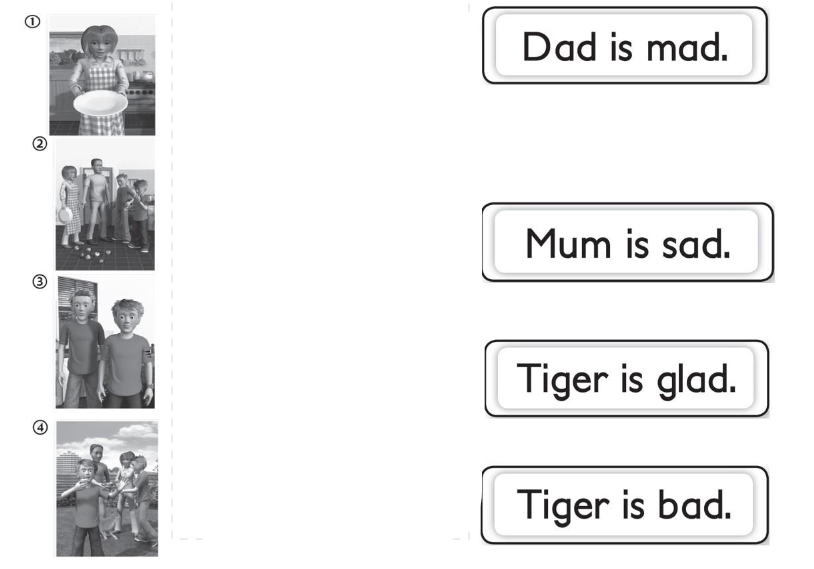 ①
Dad is mad.
②
Mum is sad.
③
Tiger is glad.
④
Tiger is bad.